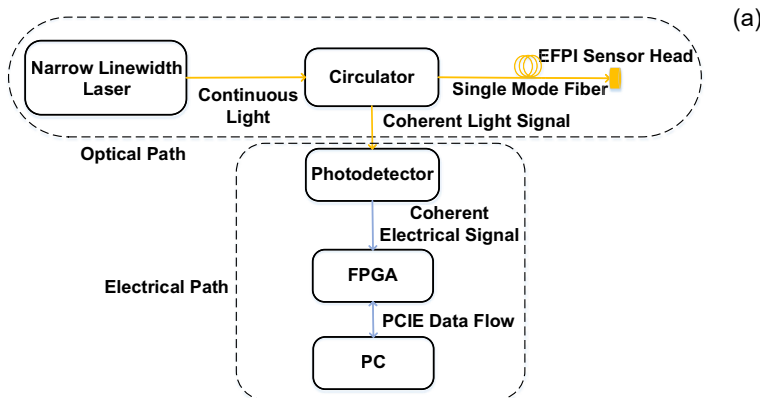 (a)
Narrow Linewidth
Laser
Continuous
Light
Circulator
EFPI Sensor Head
Single Mode Fiber
Coherent Light Signal
Optical Path
Photodetector
Coherent
Electrical Signal
FPGA
Electrical Path
PCIE Data Flow
PC